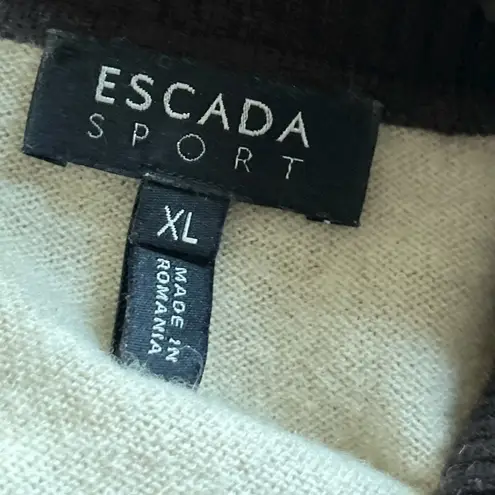 ESCADA
SPORT
XL
MADE IN
ROMANIA